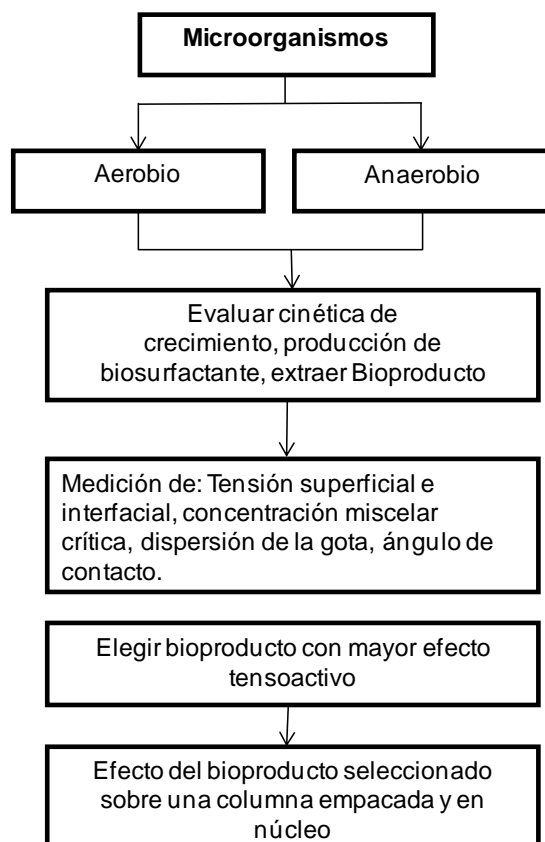 Microorganismos
Aerobio
Anaerobio
Evaluar cinética de
crecimiento, producción de
biosurfactante, extraer Bioproducto
Medición de: Tensión superficial e
interfacial, concentración miscelar
crítica, dispersión de la gota, ángulo de
contacto.
Elegir bioproducto con mayor efecto
tensoactivo
Efecto del bioproducto seleccionado
sobre una columna empacada y en
núcleo